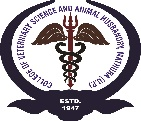 COLLEGE OF VETERINARY SCIENCE AND ANIMAL HUSBANDRY MATHURA (U.P.)
ESTD.
1947